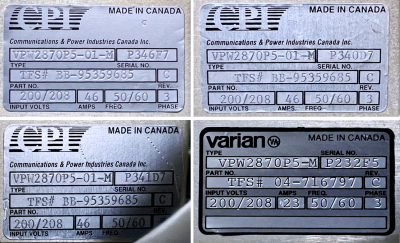 CPI MADE IN CANADA
Communications & Power Industries Canada Inc.
VPW2870P5-01-M P346F7
TYPE SERIAL NO.
TFS# BB-95359685 C
PART NO. REV.
200/208 46 50/60 3
INPUT VOLTS AMPS FREQ. PHASE
CPI MADE IN CANADA
Communications & Power Industries Canada Inc.
VPW2870P5-01-M P340D7
TYPE SERIAL NO.
TFS# BB-95359685 C
PART NO. REV.
200/208 46 50/60 3
INPUT VOLTS AMPS FREQ. PHASE
CPI MADE IN CANADA
Communications & Power Industries Canada Inc.
VPW2870P5-01-M P341D7
TYPE SERIAL NO.
TFS# BB-95359685 C
PART NO. REV.
200/208 46 50/60 3
INPUT VOLTS AMPS FREQ.
varian MADE IN CANADA
VPW2870P5-M P232F5
TYPE SERIAL NO.
TFS# 04-716797 C
PART NO. REV.
200/208 23 50/60 3
INPUT VOLTS AMPS FREQ. PHASE